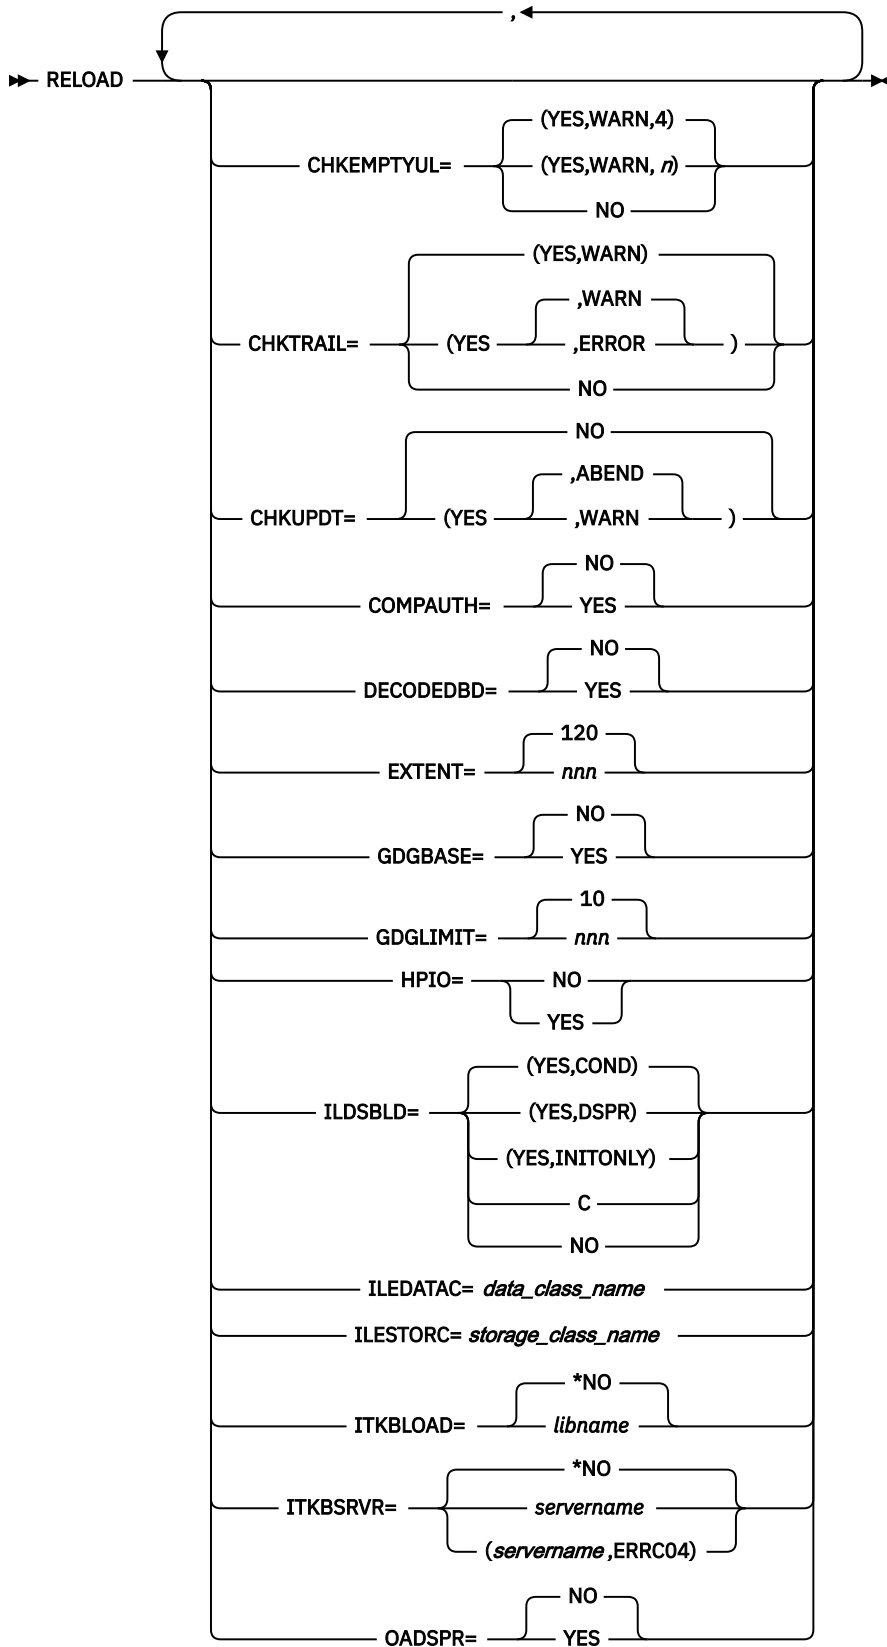 ,
RELOAD
(YES,WARN,4)
CHKEMPTYUL= (YES,WARN, n)
NO
(YES,WARN)
,WARN
CHKTRAIL= (YES ,ERROR )
NO
NO
,ABEND
CHKUPDT= (YES ,WARN )
NO
COMPAUTH= YES
NO
DECODEDBD= YES
120
EXTENT= nnn
NO
GDGBASE= YES
10
GDGLIMIT= nnn
HPIO= NO
YES
(YES,COND)
ILDSBLD= (YES,DSPR)
(YES,INITONLY)
C
NO
ILEDATAC= data_class_name
ILESTORC= storage_class_name
*NO
ITKBLOAD= libname
*NO
ITKBSRVR= servername
(servername ,ERRC04)
NO
OADSPR= YES